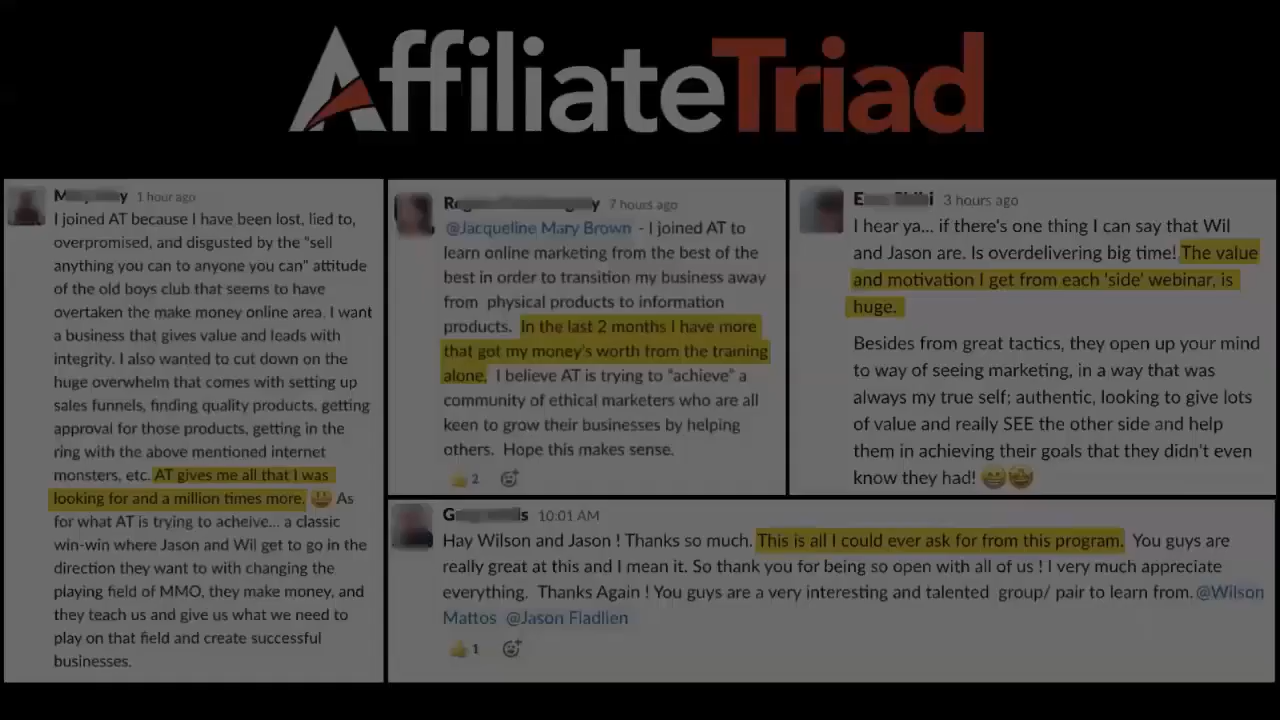 AffiliateTriad
1 hour ago
I joined AT because I have been lost, lied to,
overpromised, and disgusted by the "sell
anything you can to anyone you can" attitude
of the old boys club that seems to have
overtaken the make money online area. I want
a business that gives value and leads with
integrity. I also wanted to cut down on the
huge overwhelm that comes with setting up
sales funnels, finding quality products, getting
approval for those products, getting in the
ring with the above mentioned internet
monsters, etc. AT gives me all that I was
looking for and a million times more. 😃 As
for what AT is trying to acheive... a classic
win-win where Jason and Wil get to go in the
direction they want to with changing the
playing field of MMO, they make money, and
they teach us and give us what we need to
play on that field and create successful
businesses.
7 hours ago
@Jacqueline Mary Brown - I joined AT to
learn online marketing from the best of the
best in order to transition my business away
from physical products to information
products. In the last 2 months I have more
that got my money's worth from the training
alone. I believe AT is trying to "achieve" a
community of ethical marketers who are all
keen to grow their businesses by helping
others. Hope this makes sense.
2
3 hours ago
I hear ya... if there's one thing I can say that Wil
and Jason are. Is overdelivering big time! The value
and motivation I get from each 'side' webinar, is
huge.
Besides from great tactics, they open up your mind
to way of seeing marketing, in a way that was
always my true self; authentic, looking to give lots
of value and really SEE the other side and help
them in achieving their goals that they didn't even
know they had! 😁🤩
10:01 AM
Hay Wilson and Jason ! Thanks so much. This is all I could ever ask for from this program. You guys are
really great at this and I mean it. So thank you for being so open with all of us ! I very much appreciate
everything. Thanks Again ! You guys are a very interesting and talented group/ pair to learn from. @Wilson
Mattos @Jason Fladlien
1